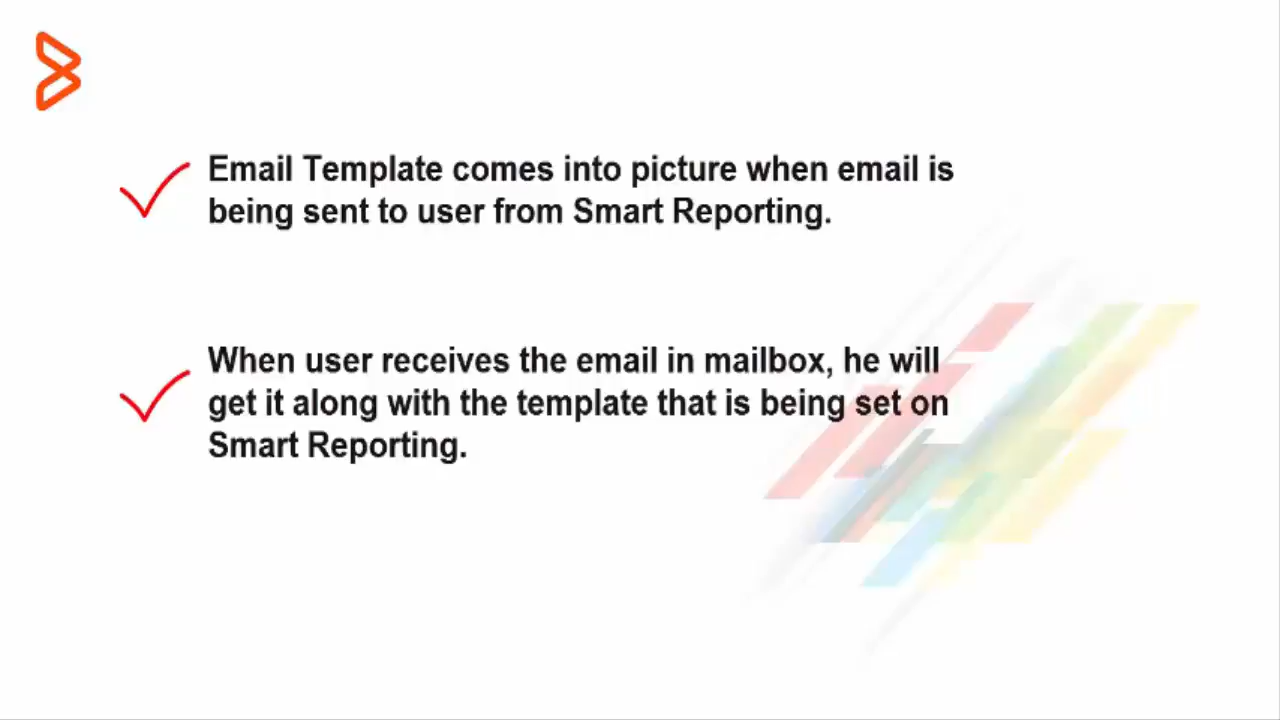 Email Template comes into picture when email is
being sent to user from Smart Reporting.
When user receives the email in mailbox, he will
get it along with the template that is being set on
Smart Reporting.